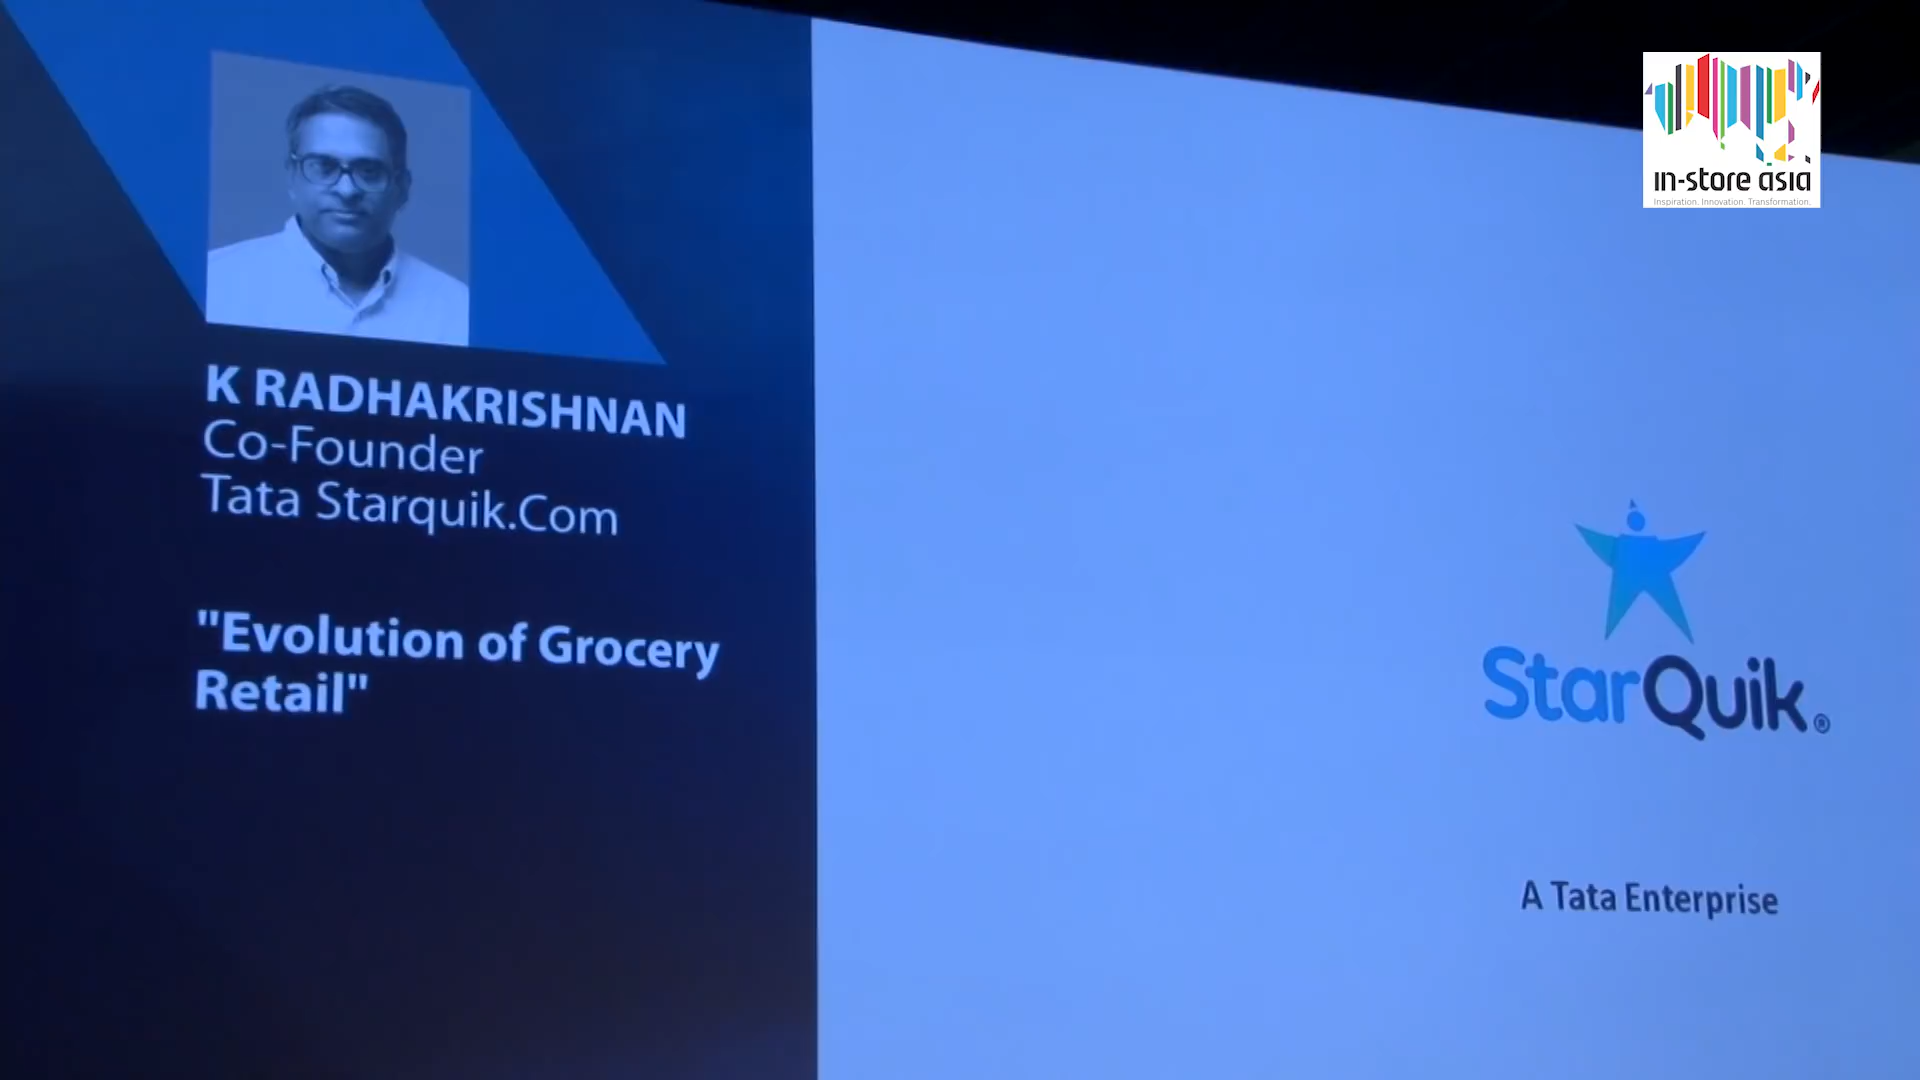 K RADHAKRISHNAN
Co-Founder
Tata Starquik.Com
"Evolution of Grocery
Retail"
in-store asia
Inspiration. Innovation. Transformation.
StarQuik®
A Tata Enterprise